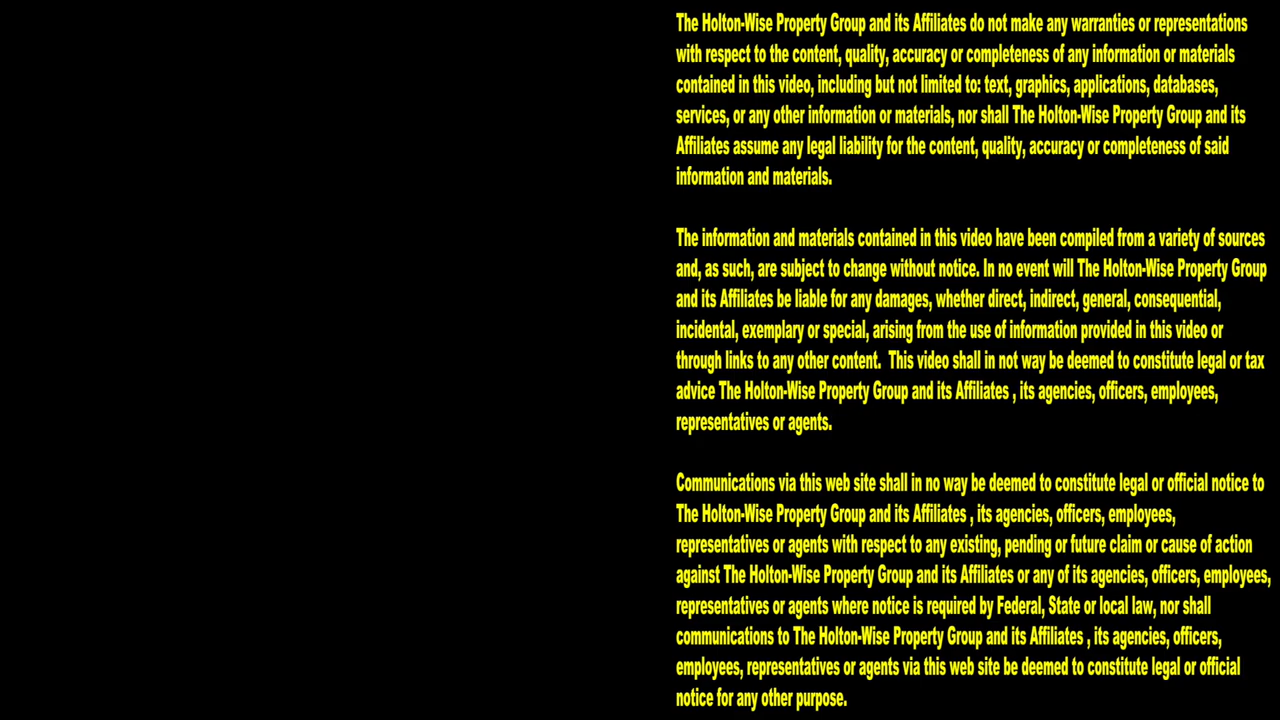 The Holton-Wise Property Group and its Affiliates do not make any warranties or representations
with respect to the content, quality, accuracy or completeness of any information or materials
contained in this video, including but not limited to: text, graphics, applications, databases,
services, or any other information or materials, nor shall The Holton-Wise Property Group and its
Affiliates assume any legal liability for the content, quality, accuracy or completeness of said
information and materials.
The information and materials contained in this video have been compiled from a variety of sources
and, as such, are subject to change without notice. In no event will The Holton-Wise Property Group
and its Affiliates be liable for any damages, whether direct, indirect, general, consequential,
incidental, exemplary or special, arising from the use of information provided in this video or
through links to any other content.  This video shall in not way be deemed to constitute legal or tax
advice The Holton-Wise Property Group and its Affiliates , its agencies, officers, employees,
representatives or agents.
Communications via this web site shall in no way be deemed to constitute legal or official notice to
The Holton-Wise Property Group and its Affiliates , its agencies, officers, employees,
representatives or agents with respect to any existing, pending or future claim or cause of action
against The Holton-Wise Property Group and its Affiliates or any of its agencies, officers, employees,
representatives or agents where notice is required by Federal, State or local law, nor shall
communications to The Holton-Wise Property Group and its Affiliates , its agencies, officers,
employees, representatives or agents via this web site be deemed to constitute legal or official
notice for any other purpose.